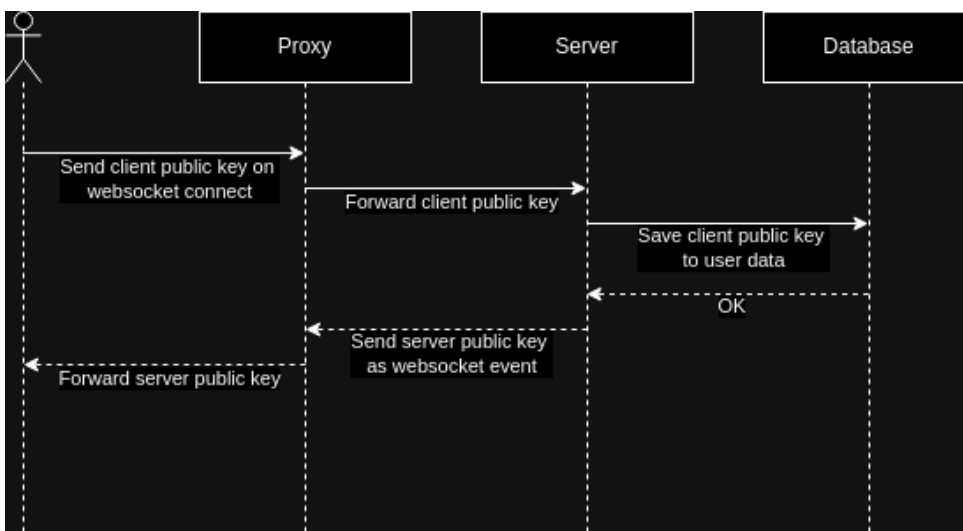 Proxy
Server
Database
Send client public key on
websocket connect
Forward client public key
Save client public key
to user data
OK
Send server public key
as websocket event
Forward server public key